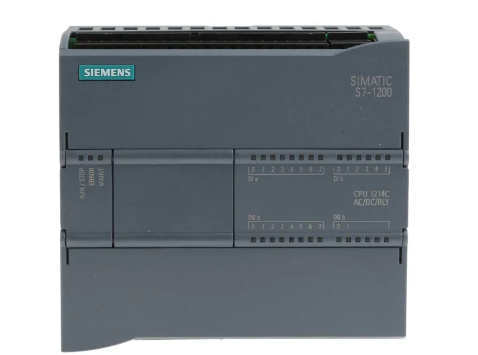 SIEMENS
SIMATIC
S7-1200
RUN / STOP
ERROR
MAINT
0 1 2 3 4 5 6 7
DI a
0 1 2 3 4 5
DI b
CPU 1214C
AC/DC/RLY
DQ a
0 1 2 3 4 5 6 7
DQ b
0 1